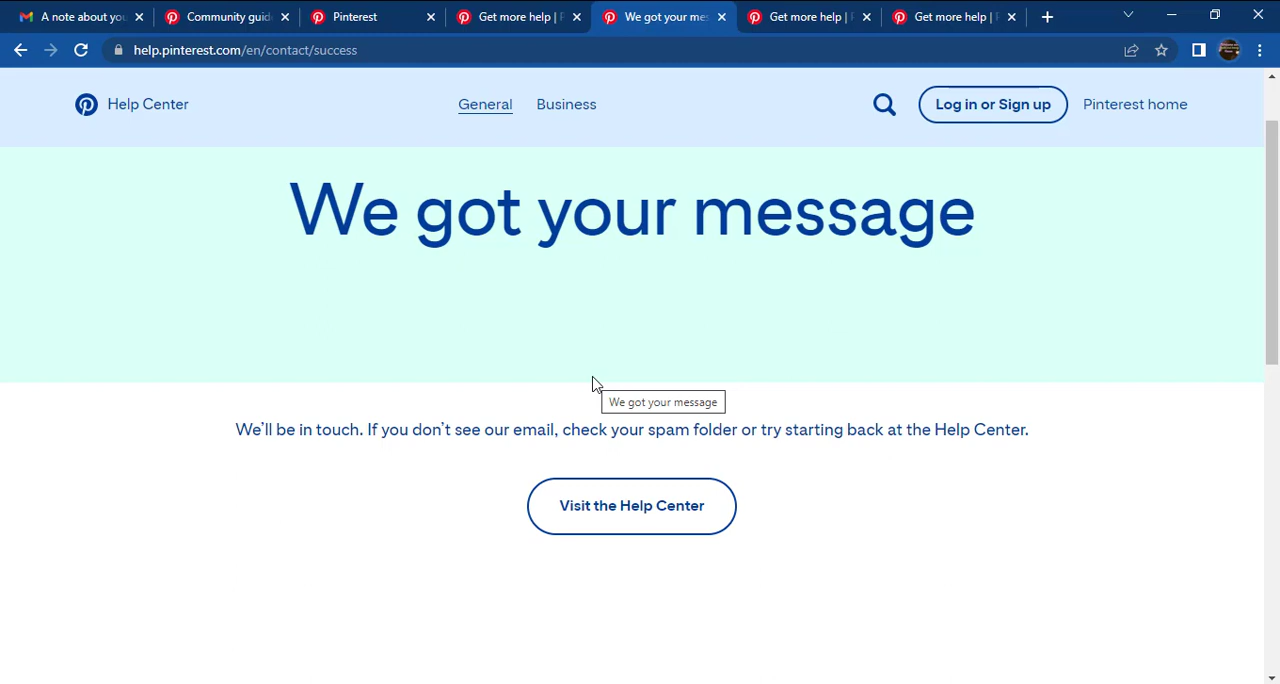 A note about you
Community guid
Pinterest
Get more help |
We got your mes
Get more help |
Get more help |
help.pinterest.com/en/contact/success
Help Center
General
Business
Log in or Sign up
Pinterest home
We got your message
We got your message
We'll be in touch. If you don't see our email, check your spam folder or try starting back at the Help Center.
Visit the Help Center